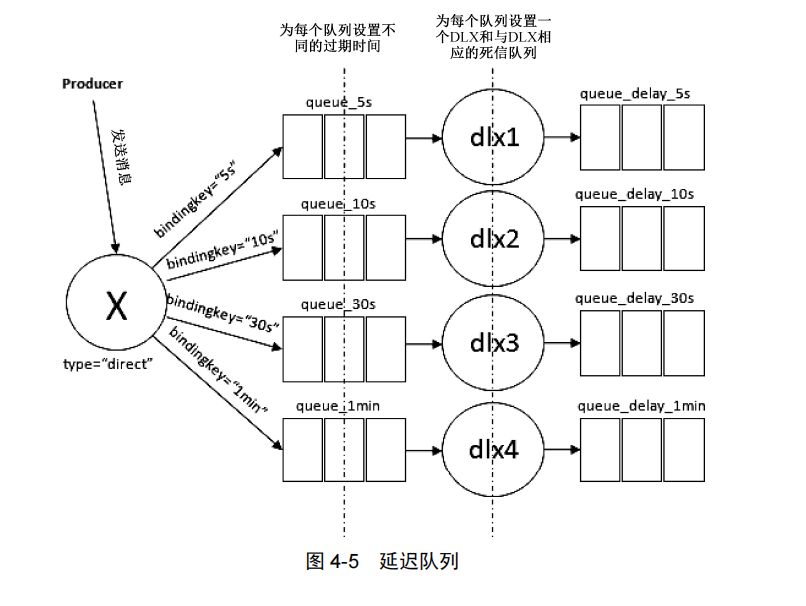 为每个队列设置不
同的过期时间
为每个队列设置一
个DLX和与DLX相
应的死信队列
Producer
发送消息
X
type=“direct”
bindingkey=“5s”
bindingkey=“10s”
bindingkey=“30s”
bindingkey=“1min”
queue_5s
dlx1
queue_delay_5s
queue_10s
dlx2
queue_delay_10s
queue_30s
dlx3
queue_delay_30s
queue_1min
dlx4
queue_delay_1min
图 4-5 延迟队列